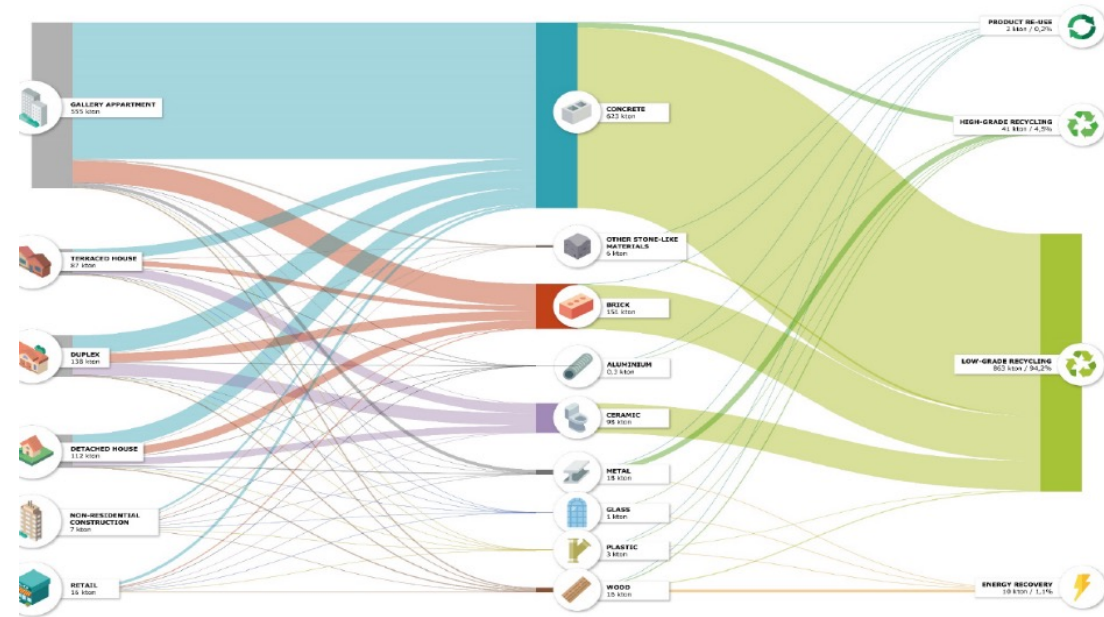 GALLERY APPARTMENT
555 kton
TERRACED HOUSE
87 kton
DUPLEX
138 kton
DETACHED HOUSE
112 kton
NON-RESIDENTIAL
CONSTRUCTION
7 kton
RETAIL
16 kton
CONCRETE
623 kton
OTHER STONE-LIKE
MATERIALS
6 kton
BRICK
151 kton
ALUMINIUM
kton
CERAMIC
98 kton
METAL
18 kton
GLASS
1 kton
PLASTIC
3 kton
WOOD
16 kton
PRODUCT RE-USE
2 kton / 0,2%
HIGH-GRADE RECYCLING
41 kton / 4,5%
LOW-GRADE RECYCLING
863 kton / 94,2%
ENERGY RECOVERY
10 kton / 1,1%